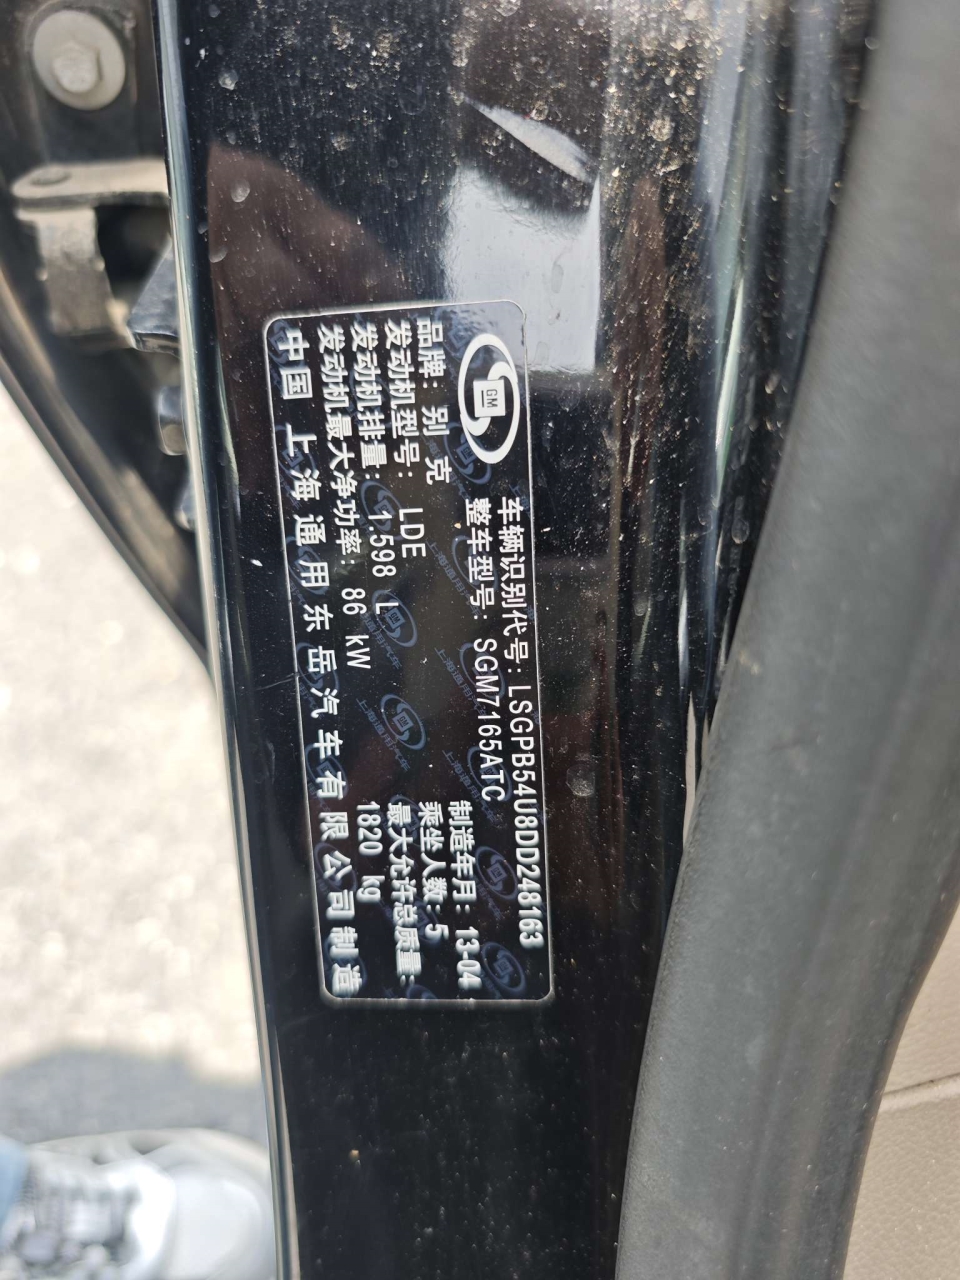 GM
车辆识别代号: LSGPB54U8DD248163
整车型号: SGM7165ATC
品牌: 别 克
制造年月: 13-04
发动机型号: LDE
乘坐人数: 5
发动机排量: 1.598 L
最大允许总质量:
发动机最大净功率: 86 kW
1820 kg
中国 上海通用东岳汽车有限公司制造